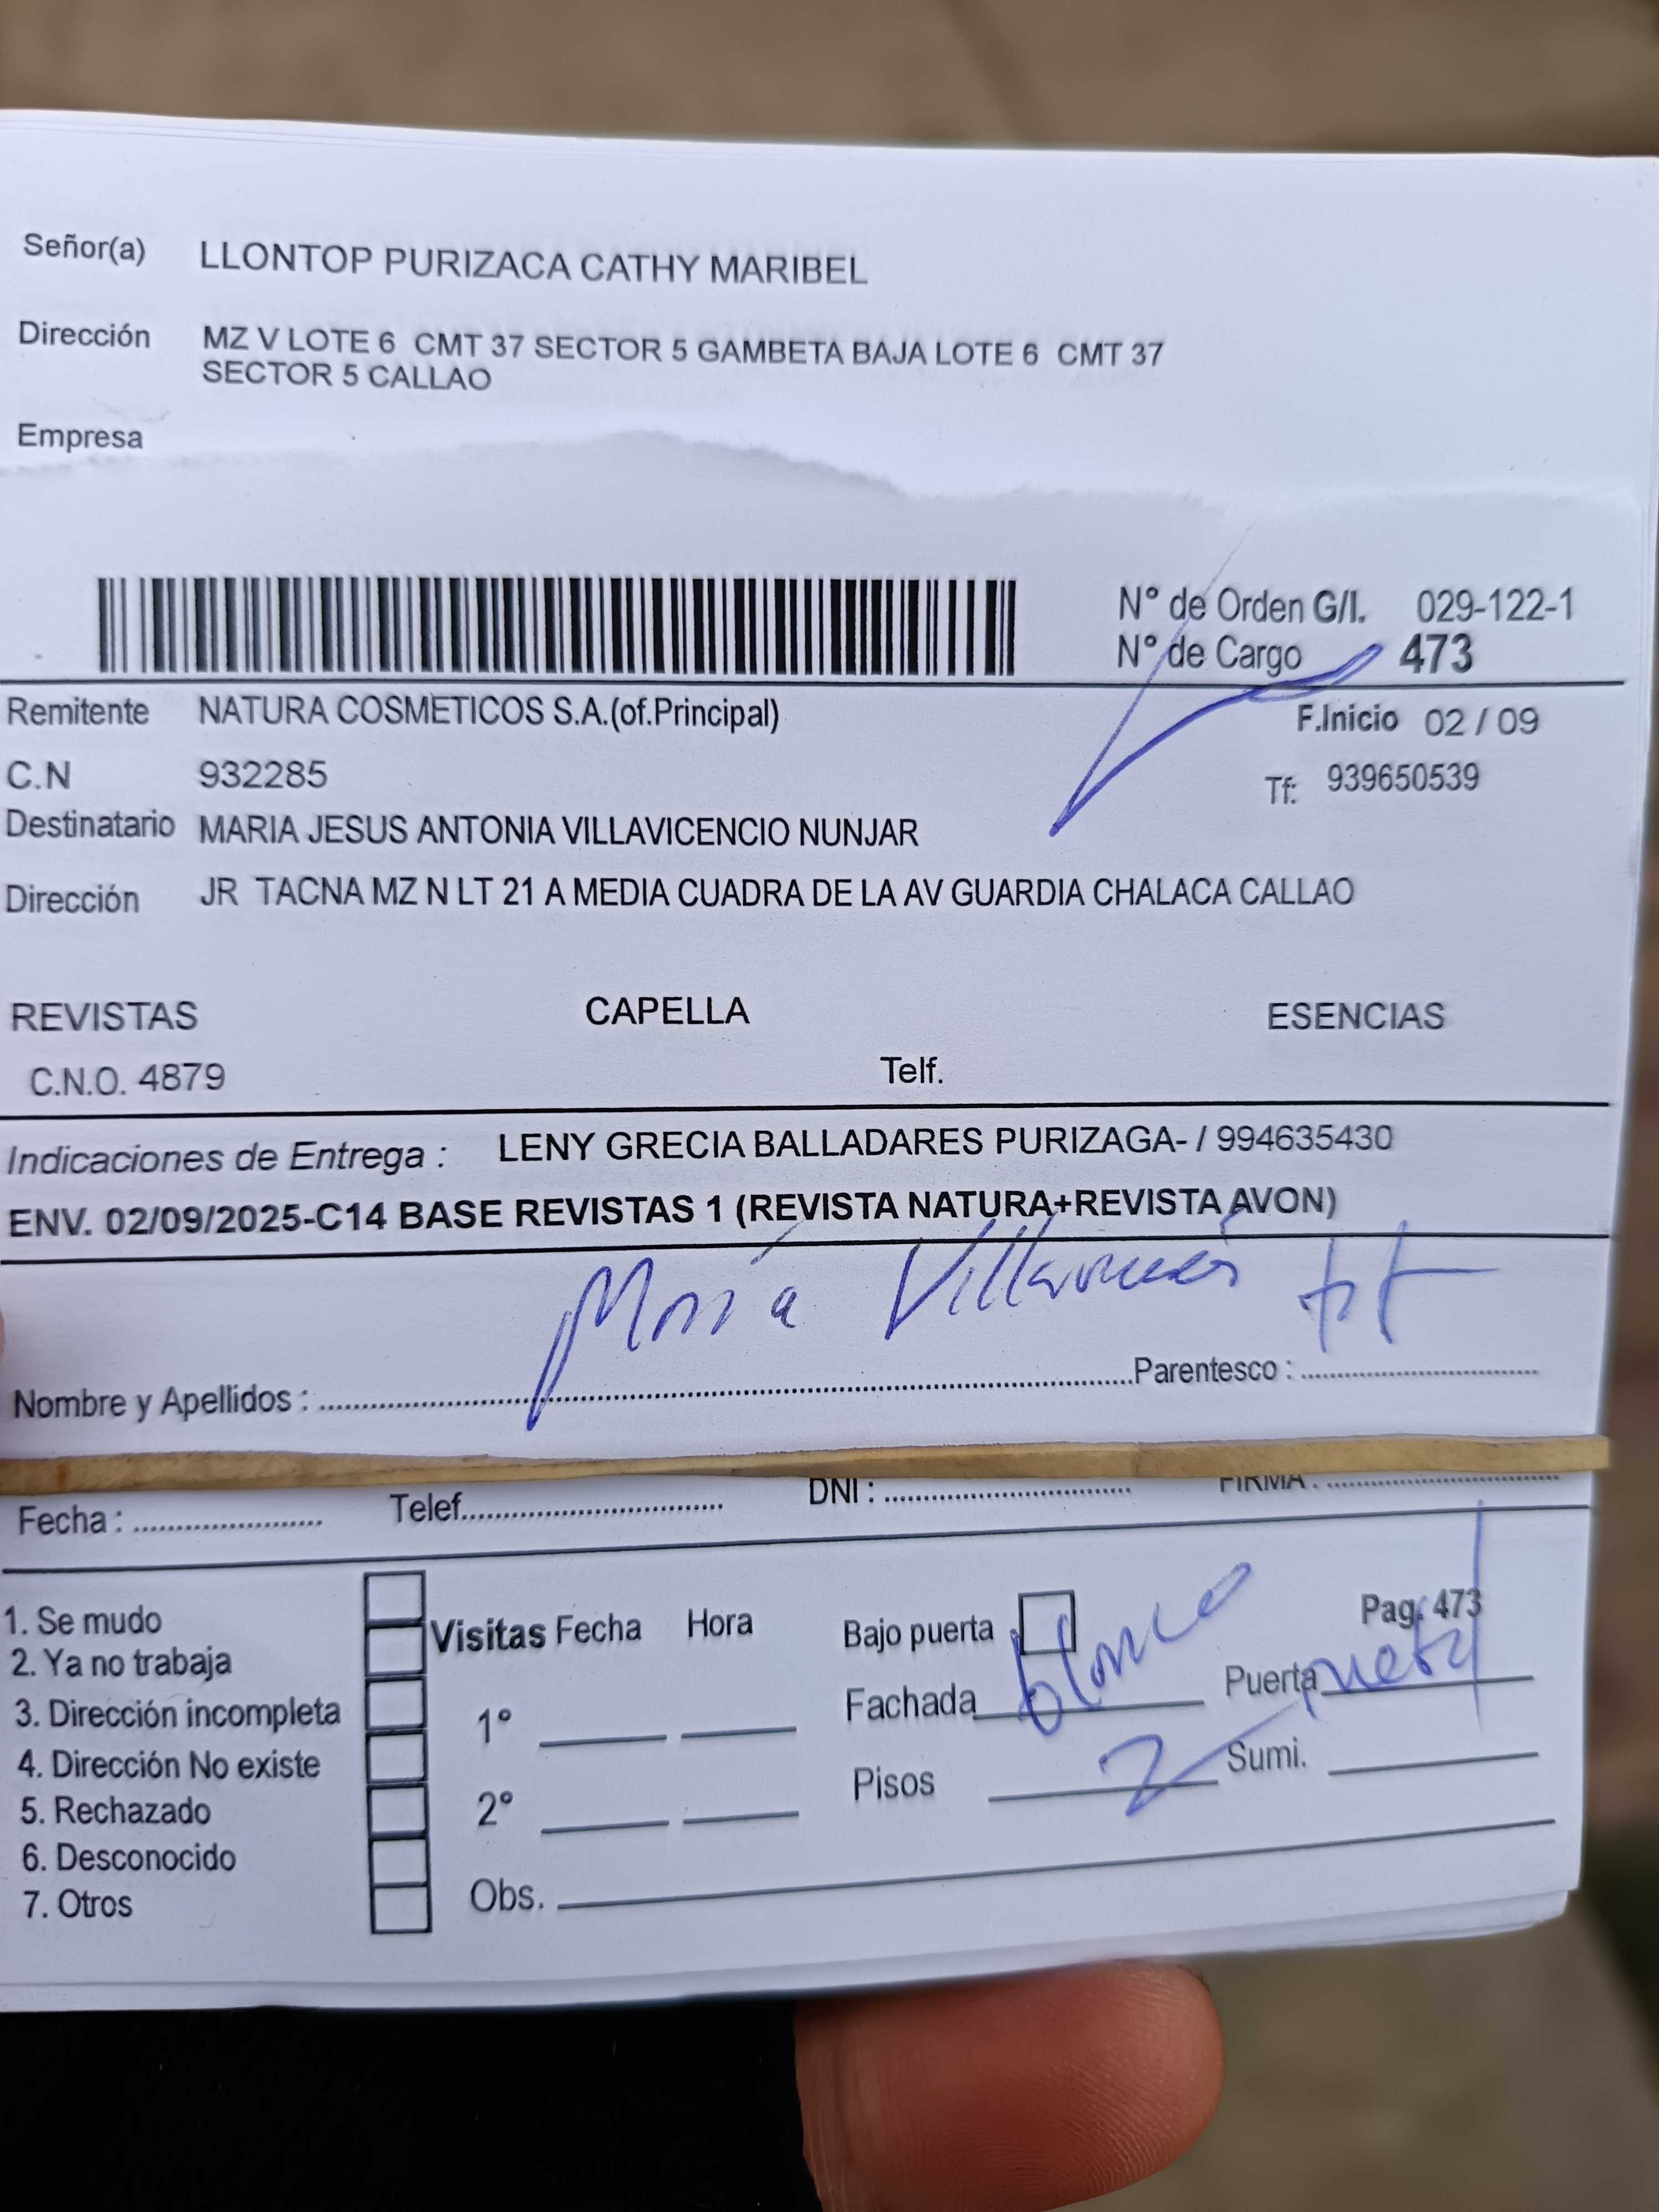 Señor(a) LLONTOP PURIZACA CATHY MARIBEL
Dirección MZ V LOTE 6 CMT 37 SECTOR 5 GAMBETA BAJA LOTE 6 CMT 37
SECTOR 5 CALLAO
Empresa
N° de Orden G/I. 029-122-1
N° de Cargo 473
Remitente NATURA COSMETICOS S.A.(of.Principal) F.Inicio 02 / 09
C.N 932285 Tf: 939650539
Destinatario MARIA JESUS ANTONIA VILLAVICENCIO NUNJAR
Dirección JR TACNA MZ N LT 21 A MEDIA CUADRA DE LA AV GUARDIA CHALACA CALLAO
REVISTAS CAPELLA ESENCIAS
C.N.O. 4879 Telf.
Indicaciones de Entrega : LENY GRECIA BALLADARES PURIZAGA- / 994635430
ENV. 02/09/2025-C14 BASE REVISTAS 1 (REVISTA NATURA+REVISTA AVON)
María
Nombre y Apellidos : Parentesco : tit
Fecha : Telef. DNI : FIRMA :
1. Se mudo
2. Ya no trabaja
3. Dirección incompleta
4. Dirección No existe
5. Rechazado
6. Desconocido
7. Otros
Visitas Fecha Hora
1°
2°
Obs.
Bajo puerta Pag. 473
Fachada blanco Puerta metal
Pisos 2 Sumi.